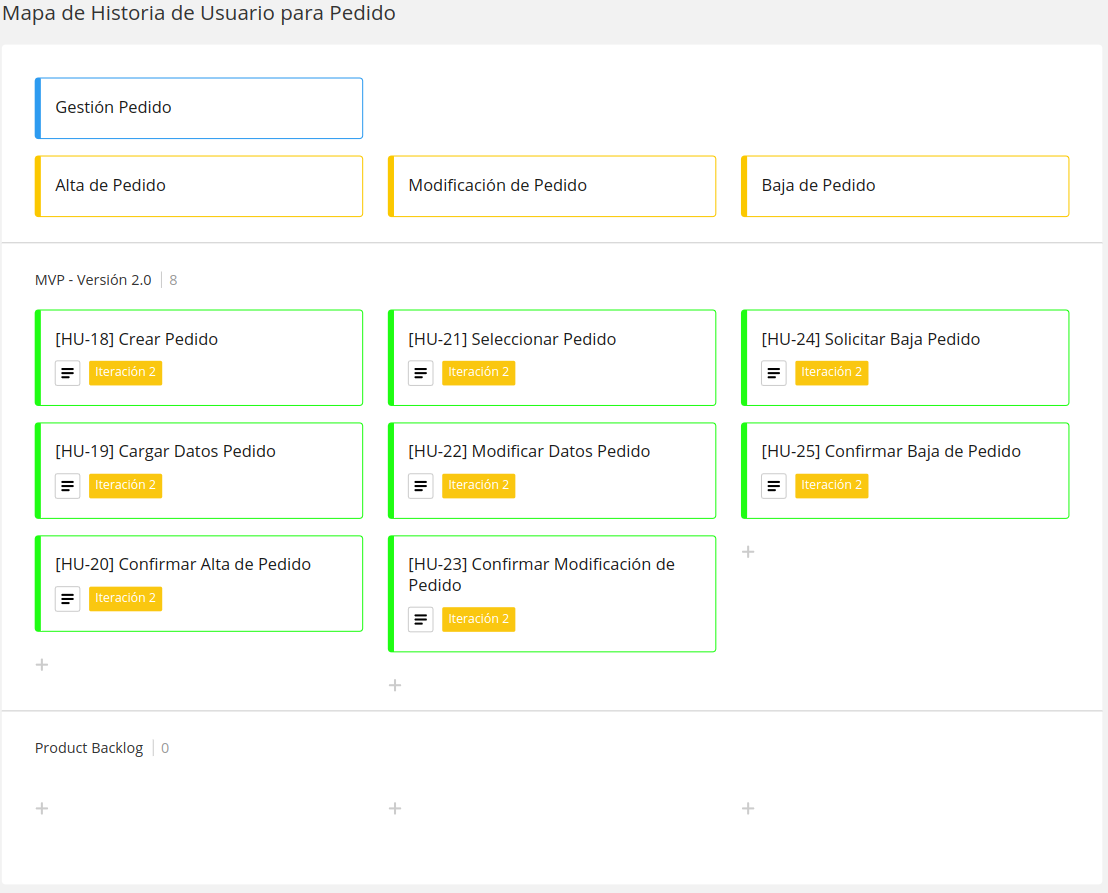 Mapa de Historia de Usuario para Pedido
Gestión Pedido
Alta de Pedido
Modificación de Pedido
Baja de Pedido
MVP - Versión 2.0 8
[HU-18] Crear Pedido
Iteración 2
[HU-21] Seleccionar Pedido
Iteración 2
[HU-24] Solicitar Baja Pedido
Iteración 2
[HU-19] Cargar Datos Pedido
Iteración 2
[HU-22] Modificar Datos Pedido
Iteración 2
[HU-25] Confirmar Baja de Pedido
Iteración 2
[HU-20] Confirmar Alta de Pedido
Iteración 2
[HU-23] Confirmar Modificación de
Pedido
Iteración 2
Product Backlog 0